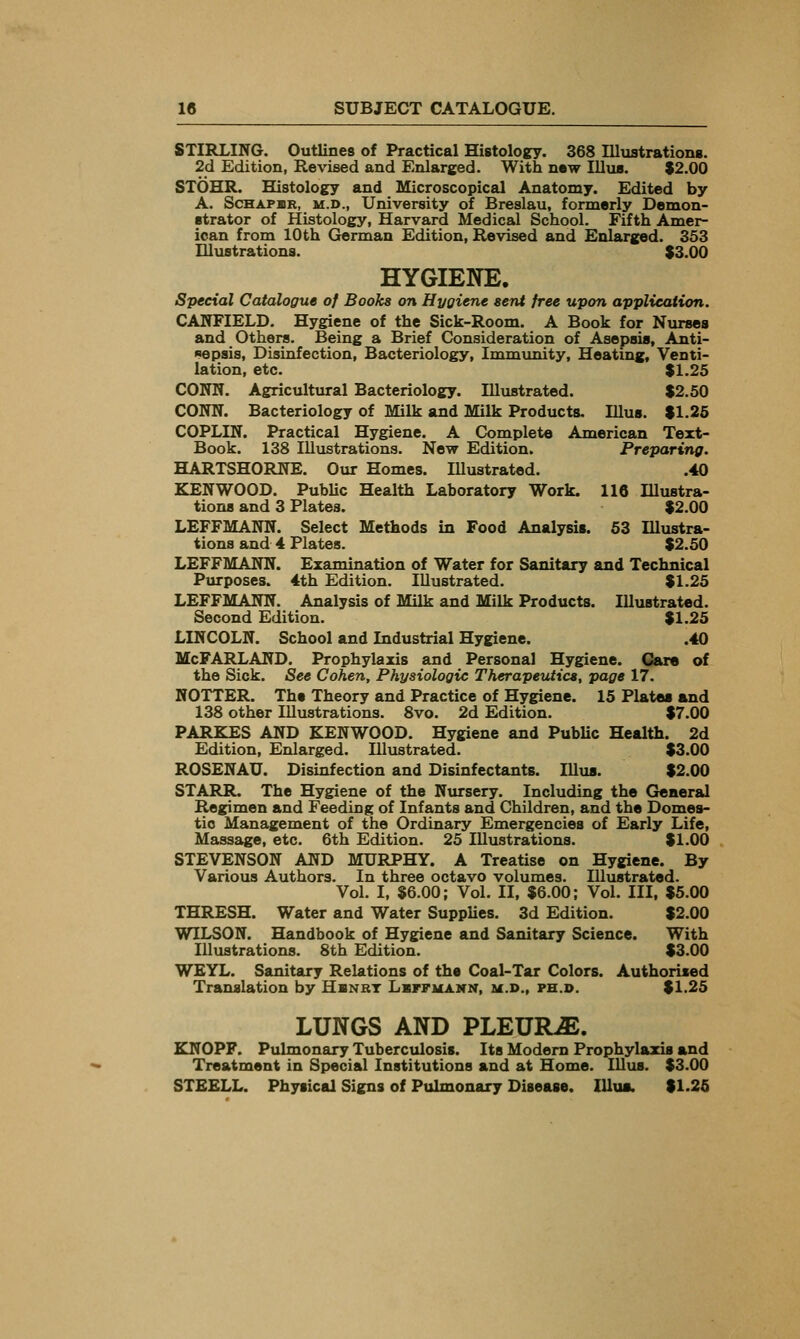 16 SUBJECT CATALOGUE.
STIRLING. Outlines of Practical Histology. 368 Illustrations.
2d Edition, Revised and Enlarged. With new Illus. $2.00
STÖHR. Histology and Microscopical Anatomy. Edited by
A. SCHAPER, M.D., University of Breslau, formerly Demon-
strator of Histology, Harvard Medical School. Fifth Amer-
ican from 10th German Edition, Revised and Enlarged. 353
Illustrations. $3.00
HYGIENE.
Special Catalogue of Books on Hygiene sent free upon application.
CANFIELD. Hygiene of the Sick-Room. A Book for Nurses
and Others. Being a Brief Consideration of Asepsis, Anti-
sepsis, Disinfection, Bacteriology, Immunity, Heating, Venti-
lation, etc. $1.25
CONN. Agricultural Bacteriology. Illustrated. $2.50
CONN. Bacteriology of Milk and Milk Products. Illus. $1.25
COPLIN. Practical Hygiene. A Complete American Text-
Book. 138 Illustrations. New Edition. Preparing.
HARTSHORNE. Our Homes. Illustrated. .40
KENWOOD. Public Health Laboratory Work. 116 Illustra-
tions and 3 Plates. $2.00
LEFFMANN. Select Methods in Food Analysis. 53 Illustra-
tions and 4 Plates. $2.50
LEFFMANN. Examination of Water for Sanitary and Technical
Purposes. 4th Edition. Illustrated. $1.25
LEFFMANN. Analysis of Milk and Milk Products. Illustrated.
Second Edition. $1.25
LINCOLN. School and Industrial Hygiene. .40
McFARLAND. Prophylaxis and Personal Hygiene. Care of
the Sick. See Cohen, Physiologic Therapeutics, page 17.
NOTTER. The Theory and Practice of Hygiene. 15 Plates and
138 other Illustrations. 8vo. 2d Edition. $7.00
PARKES AND KENWOOD. Hygiene and Public Health. 2d
Edition, Enlarged. Illustrated. $3.00
ROSENAU. Disinfection and Disinfectants. Illus. $2.00
STARR. The Hygiene of the Nursery. Including the General
Regimen and Feeding of Infants and Children, and the Domes-
tic Management of the Ordinary Emergencies of Early Life,
Massage, etc. 6th Edition. 25 Illustrations. $1.00
STEVENSON AND MURPHY. A Treatise on Hygiene. By
Various Authors. In three octavo volumes. Illustrated.
Vol. I, $6.00; Vol. II, $6.00; Vol. III, $5.00
THRESH. Water and Water Supplies. 3d Edition. $2.00
WILSON. Handbook of Hygiene and Sanitary Science. With
Illustrations. 8th Edition. $3.00
WEYL. Sanitary Relations of the Coal-Tar Colors. Authorized
Translation by HENRY LEFFMANN, M.D., PH.D. $1.25
LUNGS AND PLEURÆ.
KNOPF. Pulmonary Tuberculosis. Its Modern Prophylaxis and
Treatment in Special Institutions and at Home. Illus. $3.00
STEELL. Physical Signs of Pulmonary Disease. Illus. $1.25